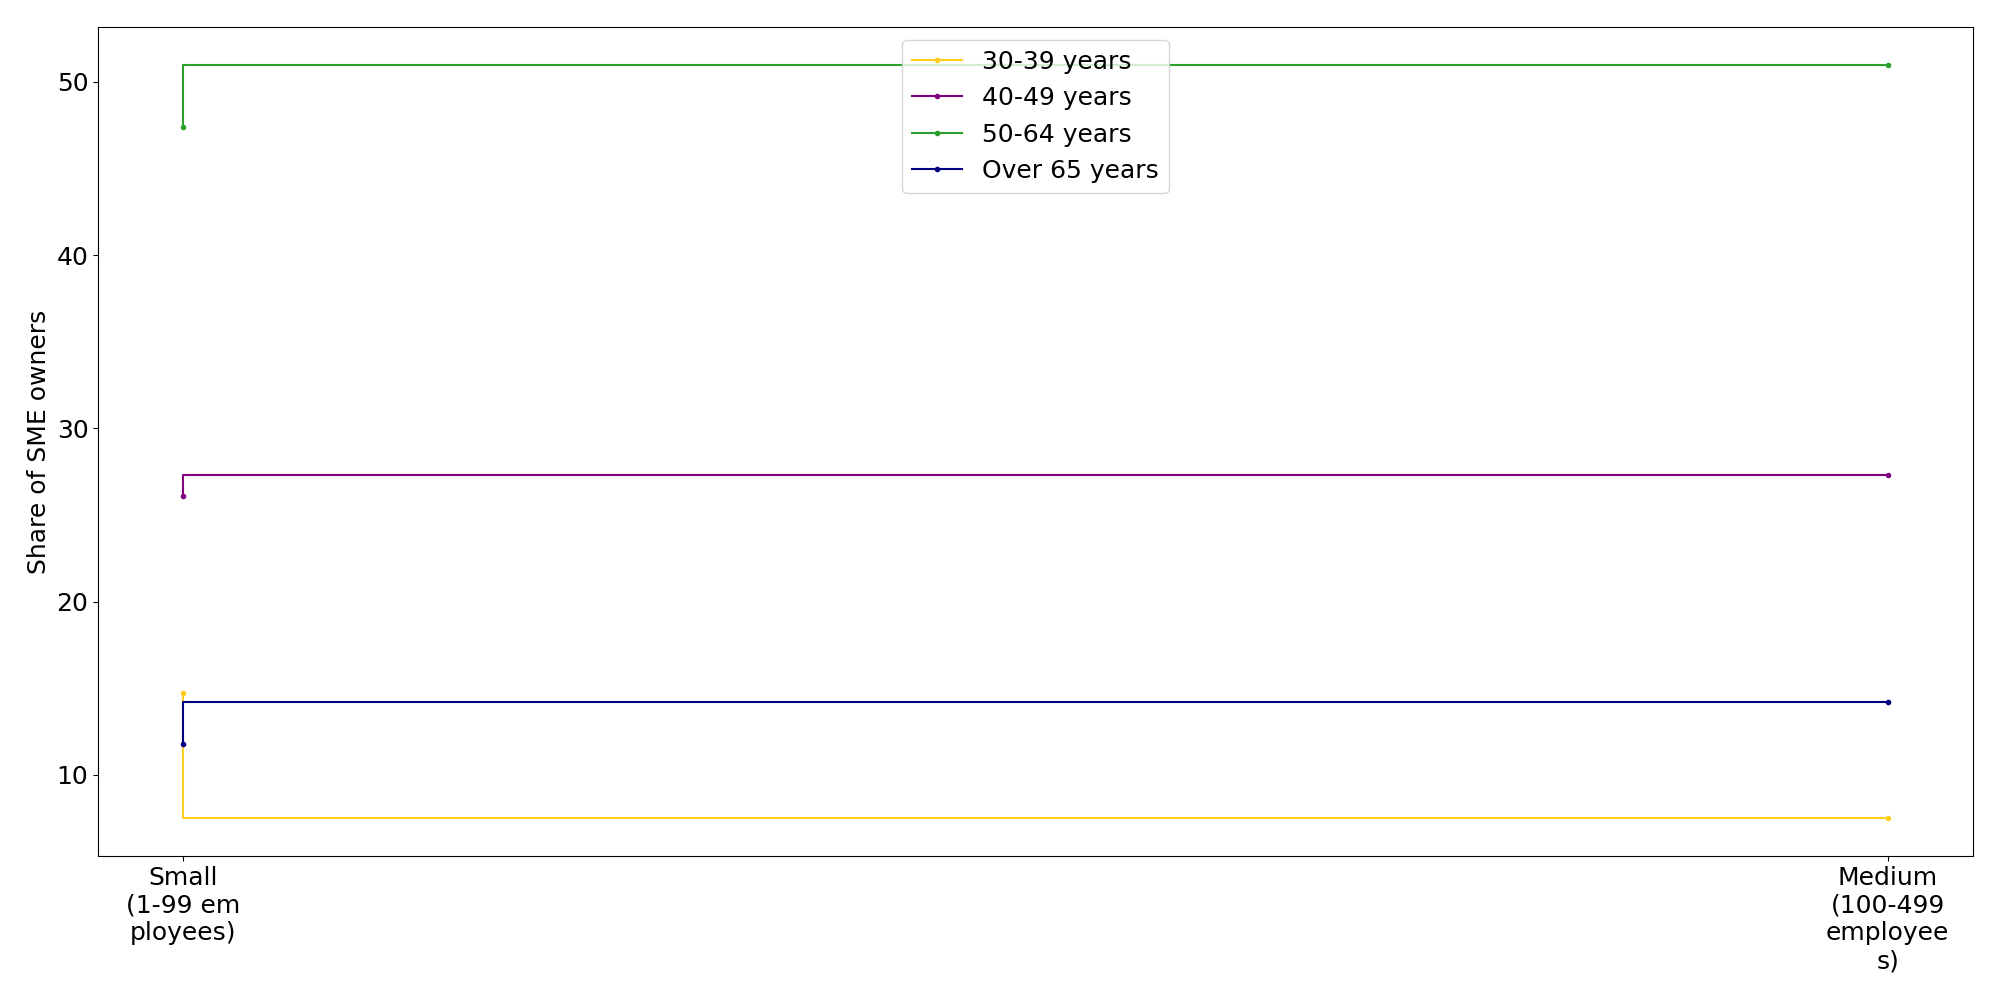 30-39 years
40-49 years
50-64 years
Over 65 years
Share of SME owners
50
40
30
20
10
Small
(1-99 em
ployees)
Medium
(100-499
employee
s)